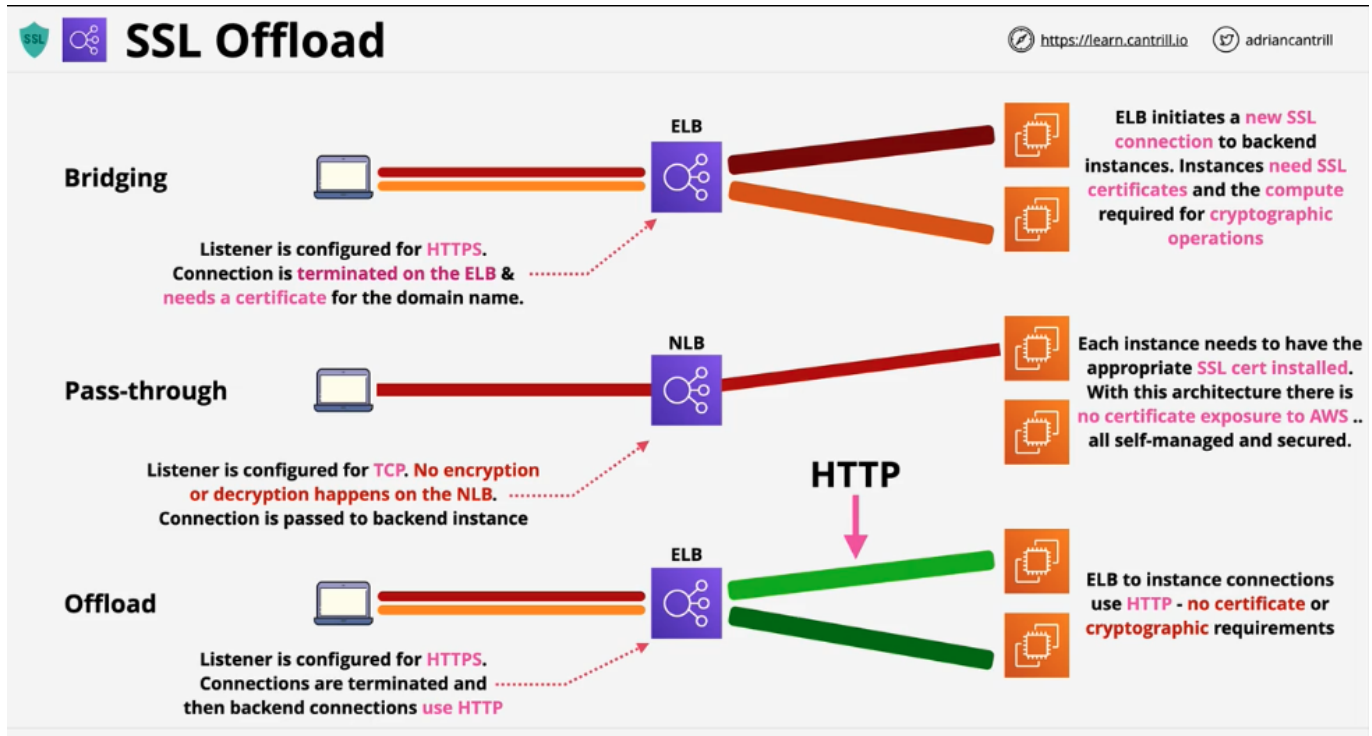 SSL
SSL Offload
https://learn.cantrill.io
adriancantrill
Bridging
ELB
Listener is configured for HTTPS.
Connection is terminated on the ELB &
needs a certificate for the domain name.
ELB initiates a new SSL
connection to backend
instances. Instances need SSL
certificates and the compute
required for cryptographic
operations
Pass-through
NLB
Listener is configured for TCP. No encryption
or decryption happens on the NLB.
Connection is passed to backend instance
Each instance needs to have the
appropriate SSL cert installed.
With this architecture there is
no certificate exposure to AWS ..
all self-managed and secured.
HTTP
Offload
ELB
Listener is configured for HTTPS.
Connections are terminated and
then backend connections use HTTP
ELB to instance connections
use HTTP - no certificate or
cryptographic requirements